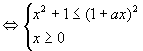 ⇔ { x² + 1 ≤ (1 + ax)²
x ≥ 0